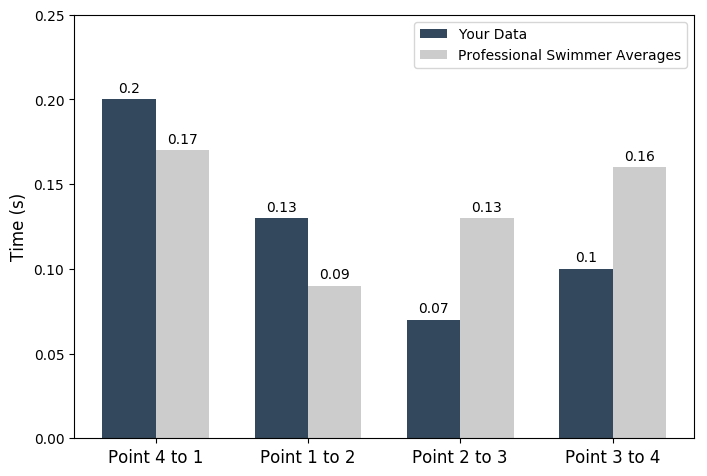 Your Data
Professional Swimmer Averages
Time (s)
0.25
0.20
0.15
0.10
0.05
0.00
0.2
0.17
0.13
0.09
0.07
0.13
0.1
0.16
Point 4 to 1
Point 1 to 2
Point 2 to 3
Point 3 to 4